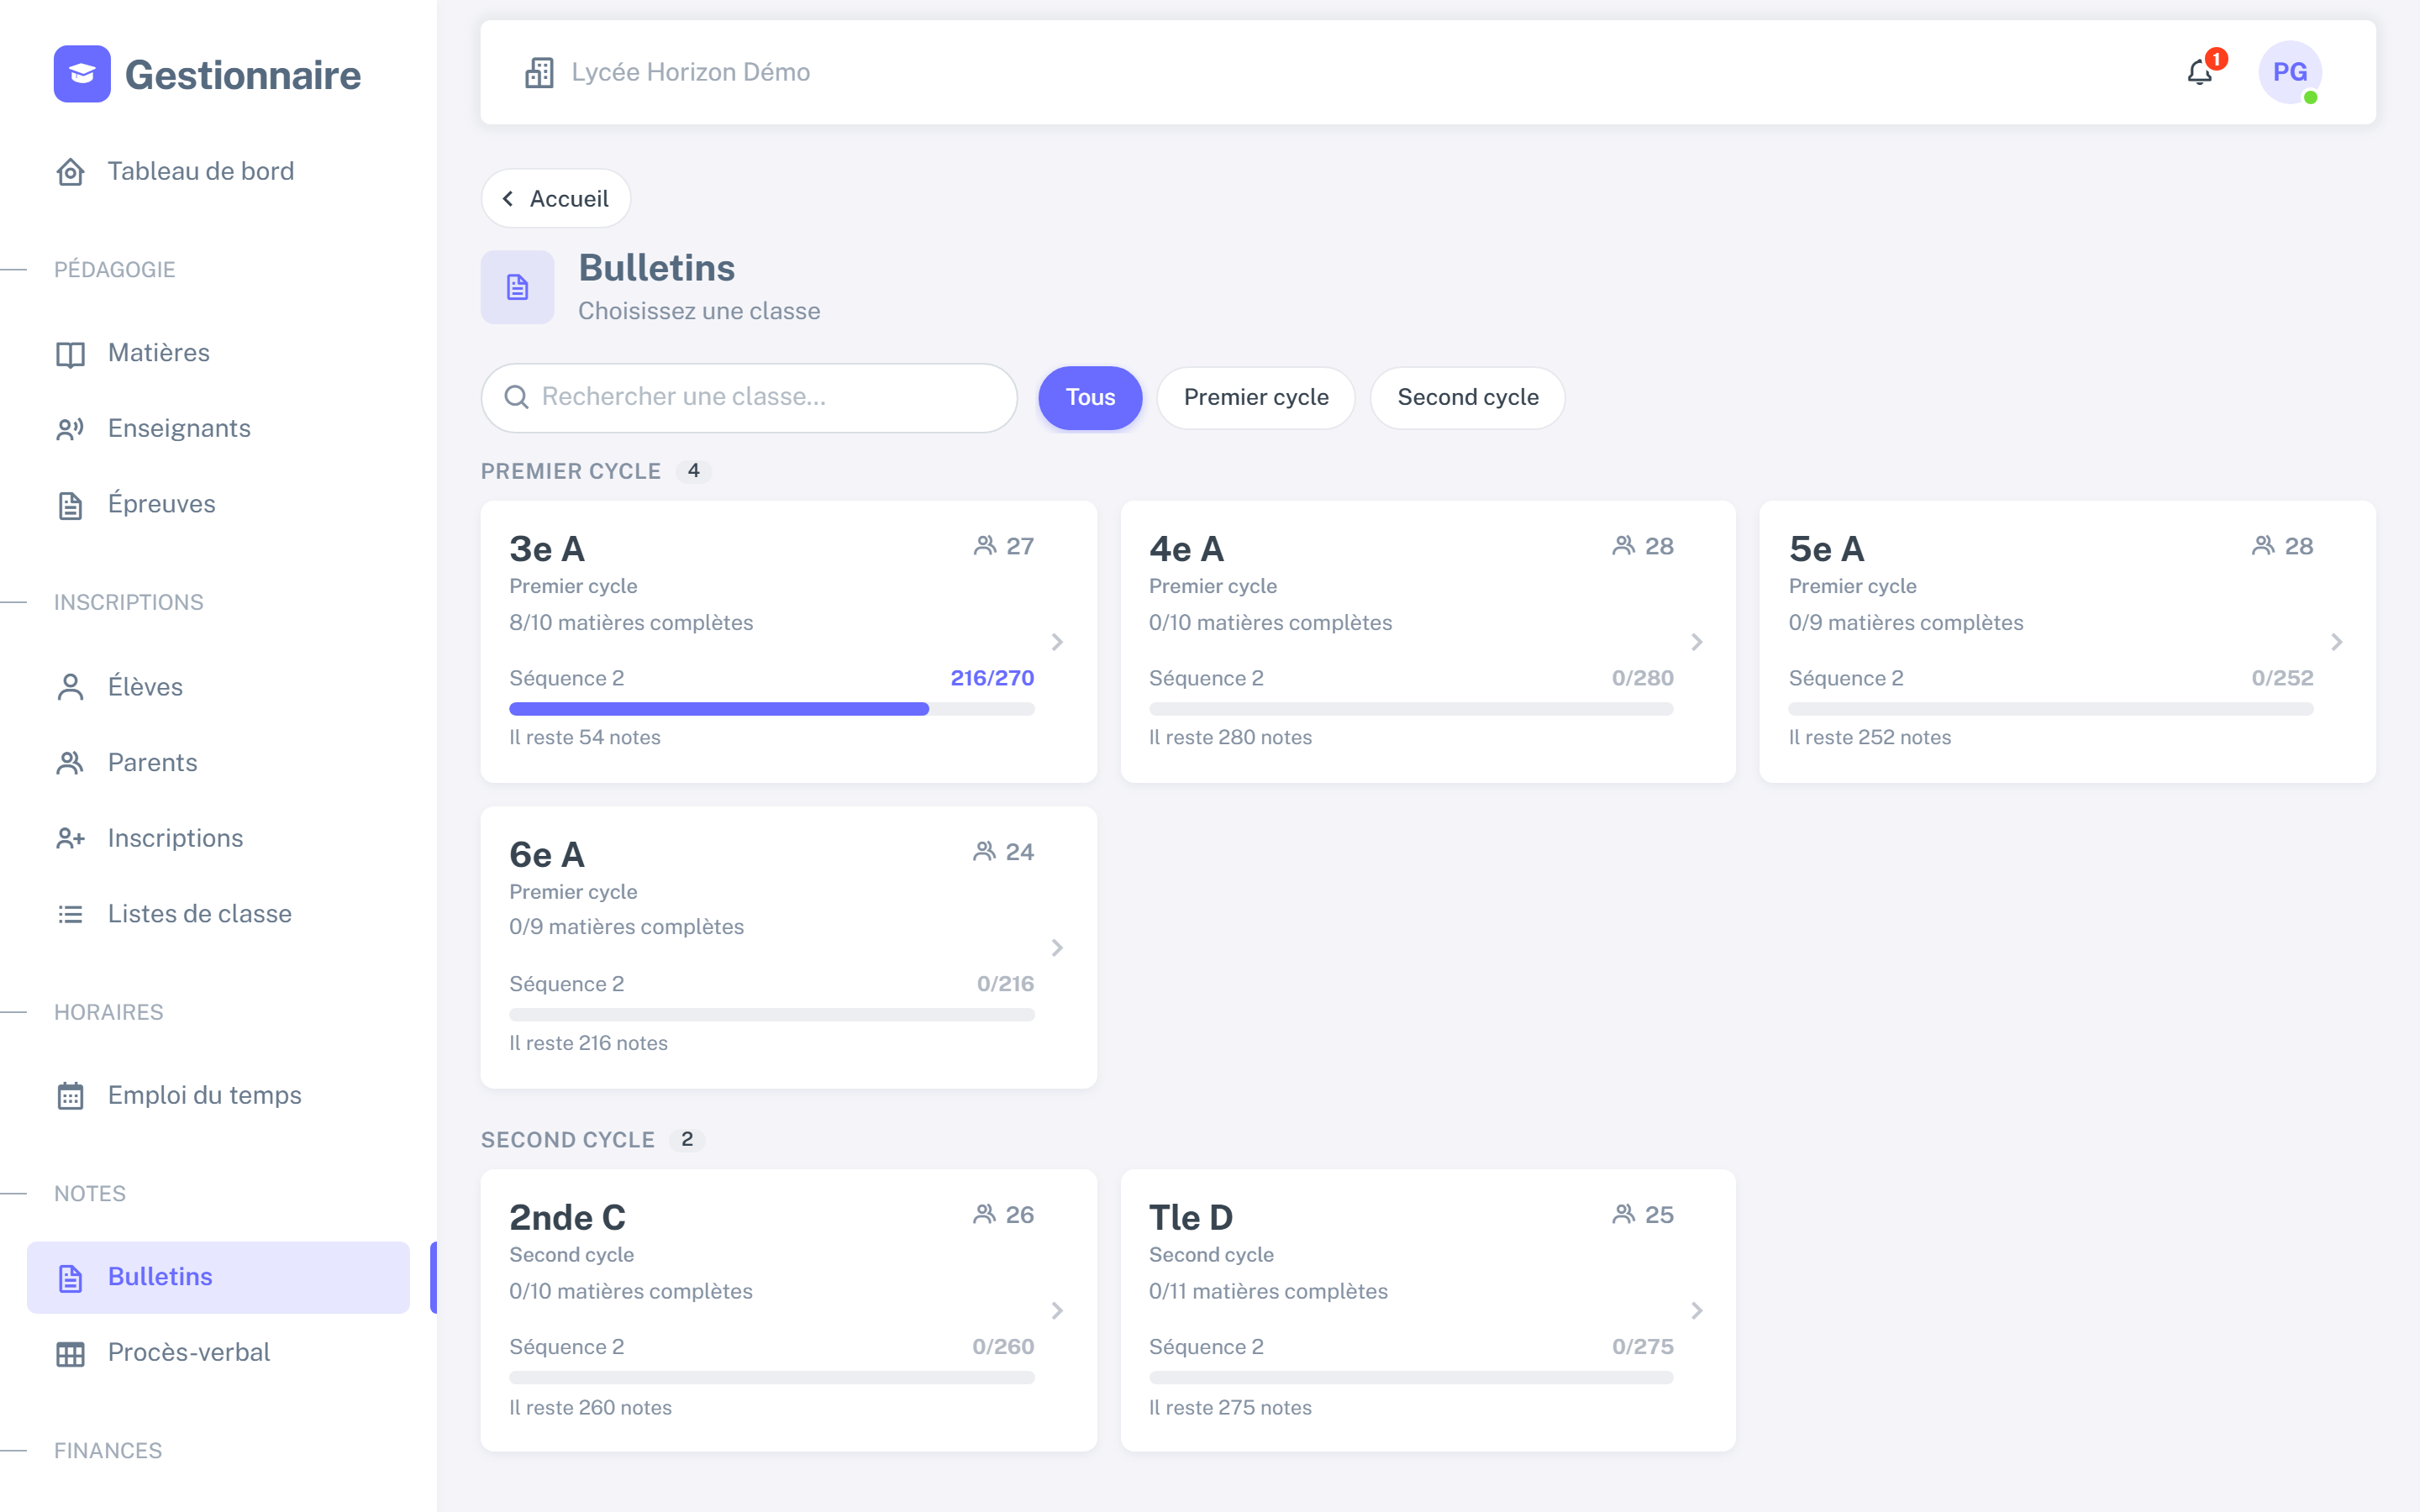 Gestionnaire
Tableau de bord
PÉDAGOGIE
Matières
Enseignants
Épreuves
INSCRIPTIONS
Élèves
Parents
Inscriptions
Listes de classe
HORAIRES
Emploi du temps
NOTES
Bulletins
Procès-verbal
FINANCES
Lycée Horizon Démo
1
PG
Accueil
Bulletins
Choisissez une classe
Rechercher une classe...
Tous
Premier cycle
Second cycle
PREMIER CYCLE 4
3e A 27
Premier cycle
8/10 matières complètes
Séquence 2 216/270
Il reste 54 notes
4e A 28
Premier cycle
0/10 matières complètes
Séquence 2 0/280
Il reste 280 notes
5e A 28
Premier cycle
0/9 matières complètes
Séquence 2 0/252
Il reste 252 notes
6e A 24
Premier cycle
0/9 matières complètes
Séquence 2 0/216
Il reste 216 notes
SECOND CYCLE 2
2nde C 26
Second cycle
0/10 matières complètes
Séquence 2 0/260
Il reste 260 notes
Tle D 25
Second cycle
0/11 matières complètes
Séquence 2 0/275
Il reste 275 notes